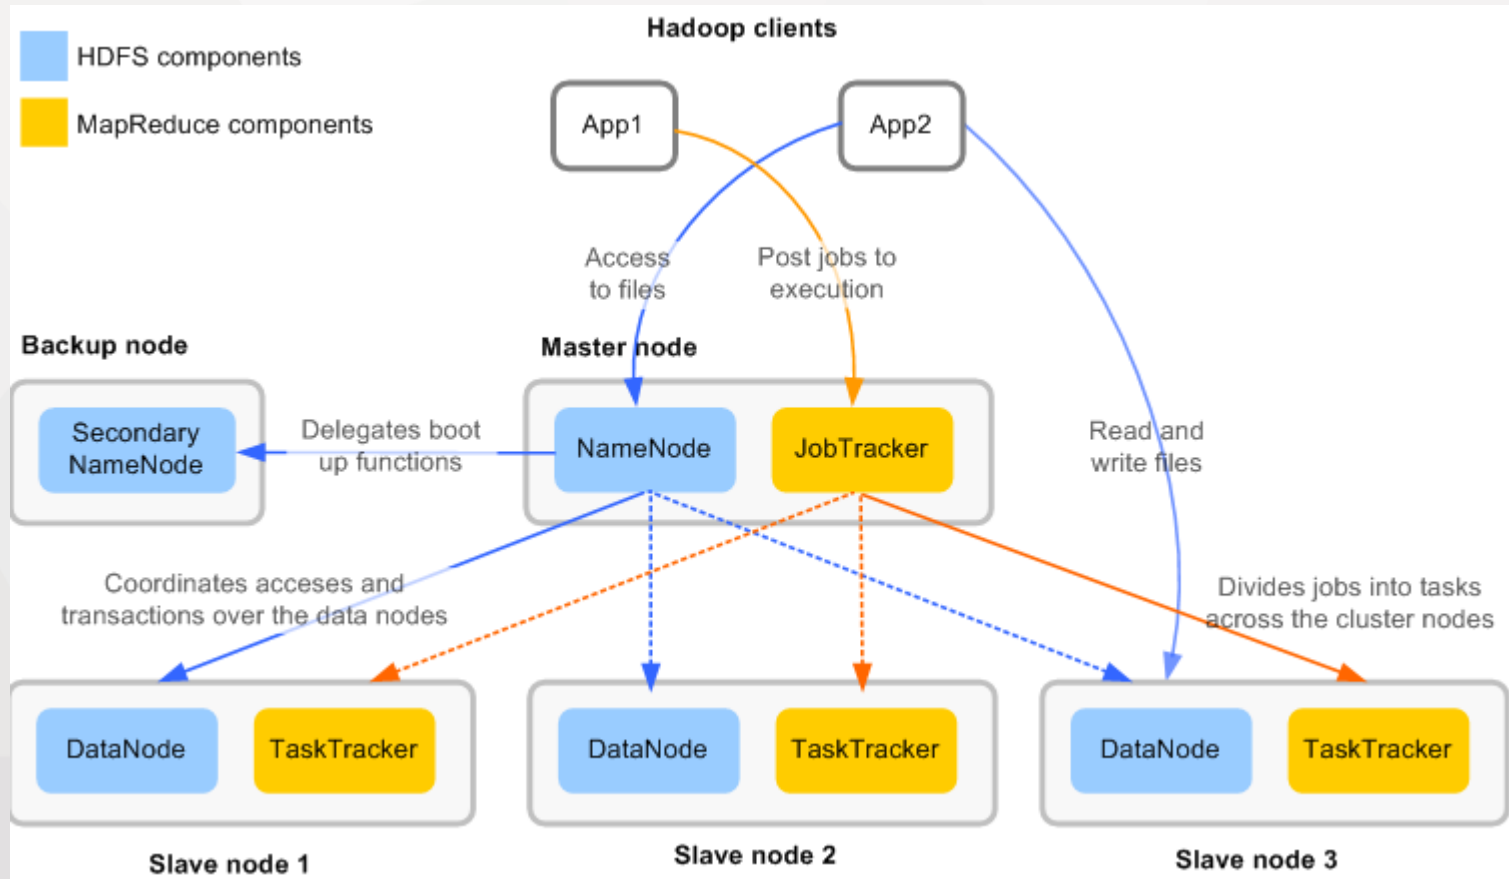 Hadoop clients
HDFS components
MapReduce components
App1
App2
Access
to files
Post jobs to
execution
Backup node
Master node
Secondary
NameNode
Delegates boot
up functions
NameNode
JobTracker
Read and
write files
Coordinates acceses and
transactions over the data nodes
Divides jobs into tasks
across the cluster nodes
DataNode
TaskTracker
DataNode
TaskTracker
DataNode
TaskTracker
Slave node 1
Slave node 2
Slave node 3